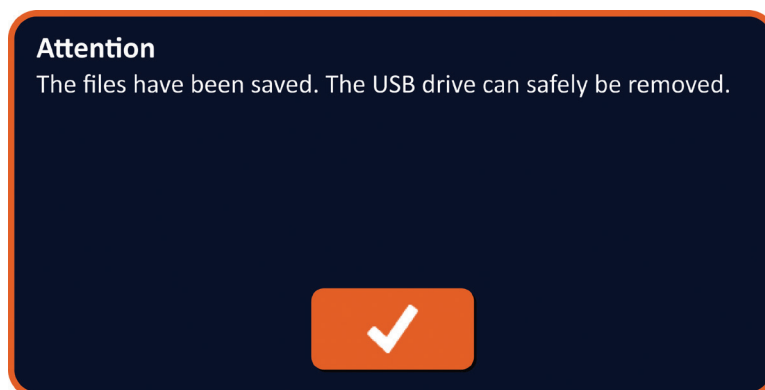 Attention
The files have been saved. The USB drive can safely be removed.